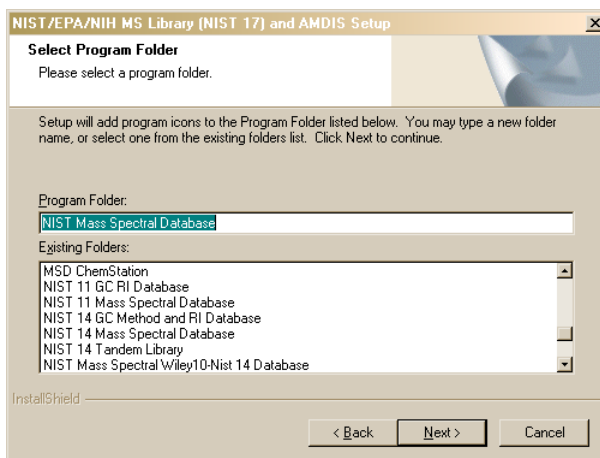 NIST/EPA/NIH MS Library (NIST 17) and AMDIS Setup
Select Program Folder
Please select a program folder.
Setup will add program icons to the Program Folder listed below. You may type a new folder
name, or select one from the existing folders list. Click Next to continue.
Program Folder:
NIST Mass Spectral Database
Existing Folders:
MSD ChemStation
NIST 11 GC RI Database
NIST 11 Mass Spectral Database
NIST 14 GC Method and RI Database
NIST 14 Mass Spectral Database
NIST 14 Tandem Library
NIST Mass Spectral Wiley10-Nist 14 Database
InstallShield
< Back Next > Cancel